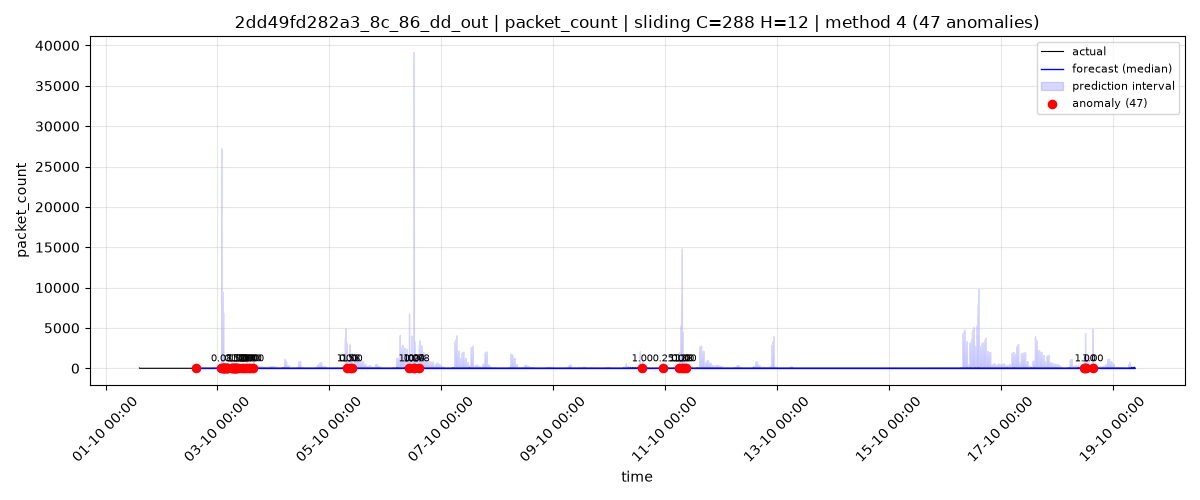 2dd49fd282a3_8c_86_dd_out | packet_count | sliding C=288 H=12 | method 4 (47 anomalies)
packet_count
40000
35000
30000
25000
20000
15000
10000
5000
0
actual
forecast (median)
prediction interval
anomaly (47)
01-10 00:00
03-10 00:00
05-10 00:00
07-10 00:00
09-10 00:00
11-10 00:00
13-10 00:00
15-10 00:00
17-10 00:00
19-10 00:00
time